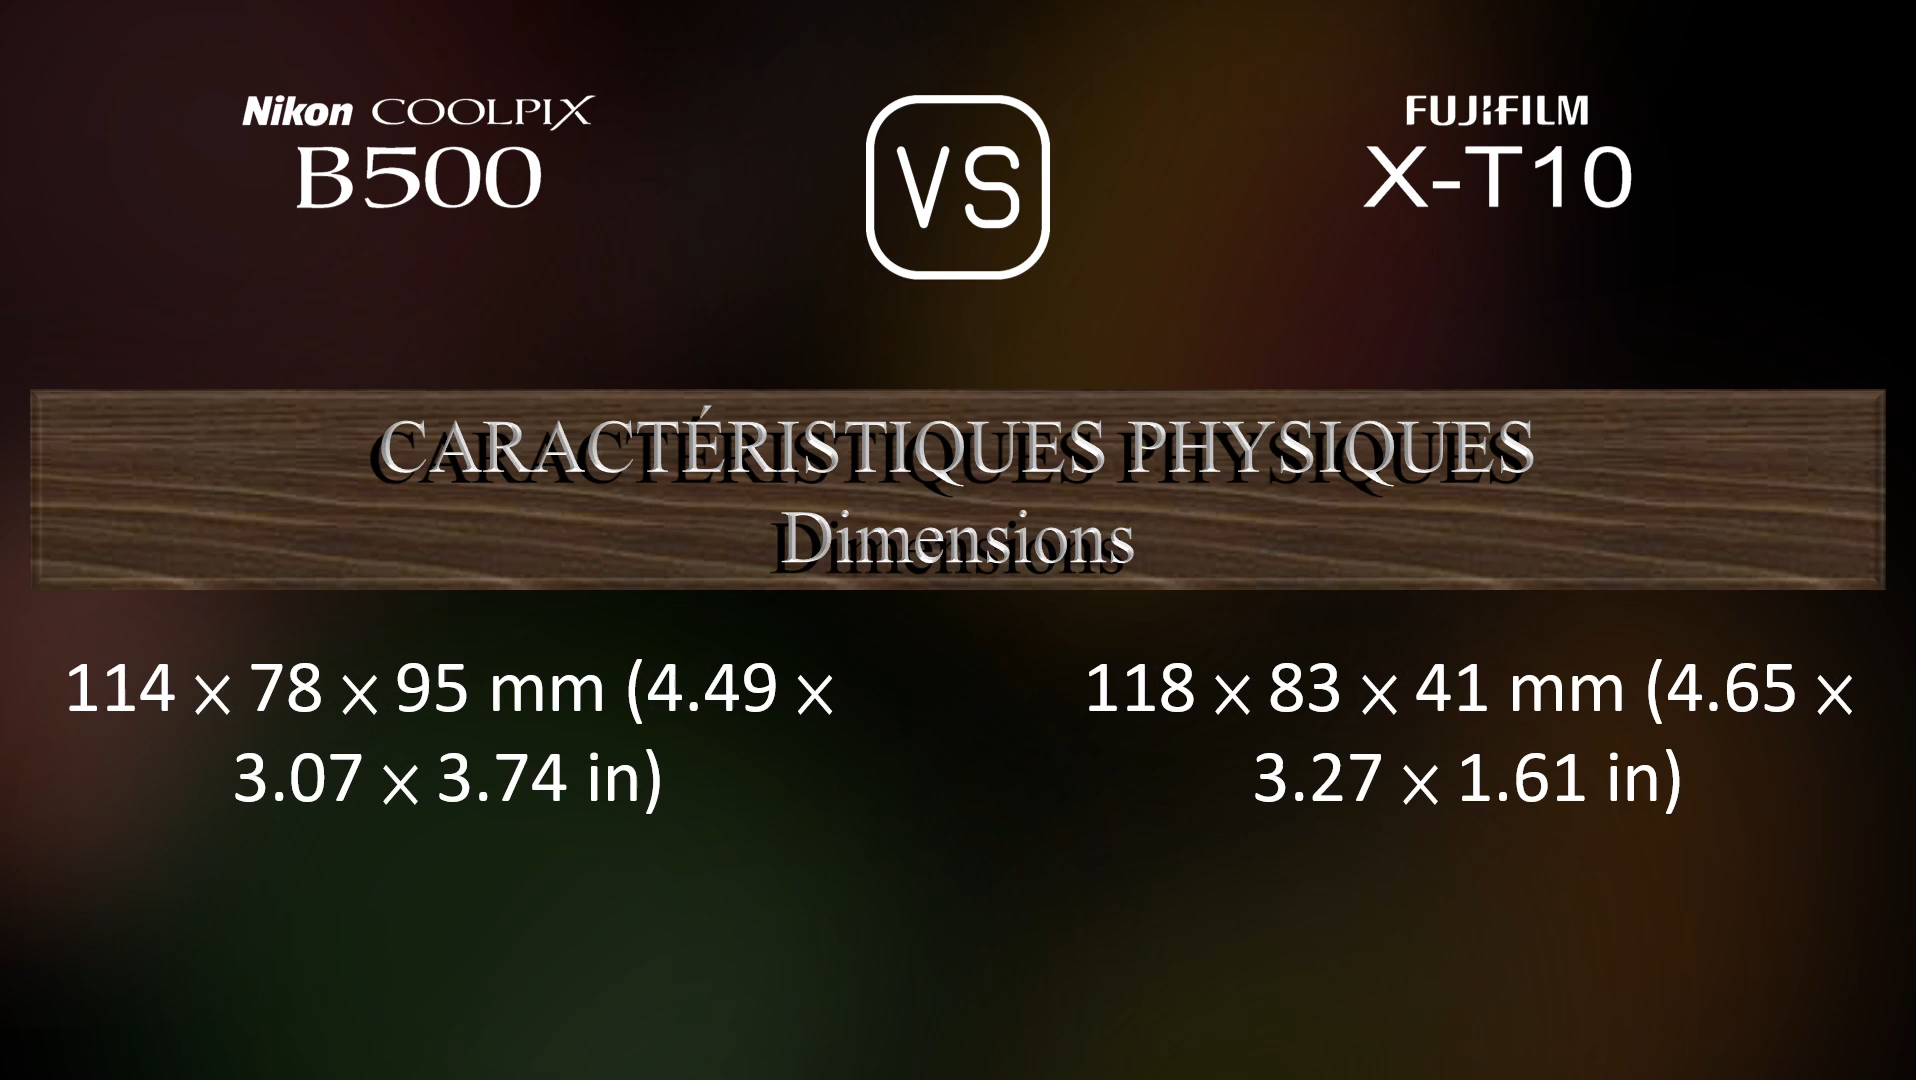 Nikon COOLPIX
B500
VS
FUJIFILM
X-T10
CARACTÉRISTIQUES PHYSIQUES
Dimensions
114 x 78 x 95 mm (4.49 x
3.07 x 3.74 in)
118 x 83 x 41 mm (4.65 x
3.27 x 1.61 in)